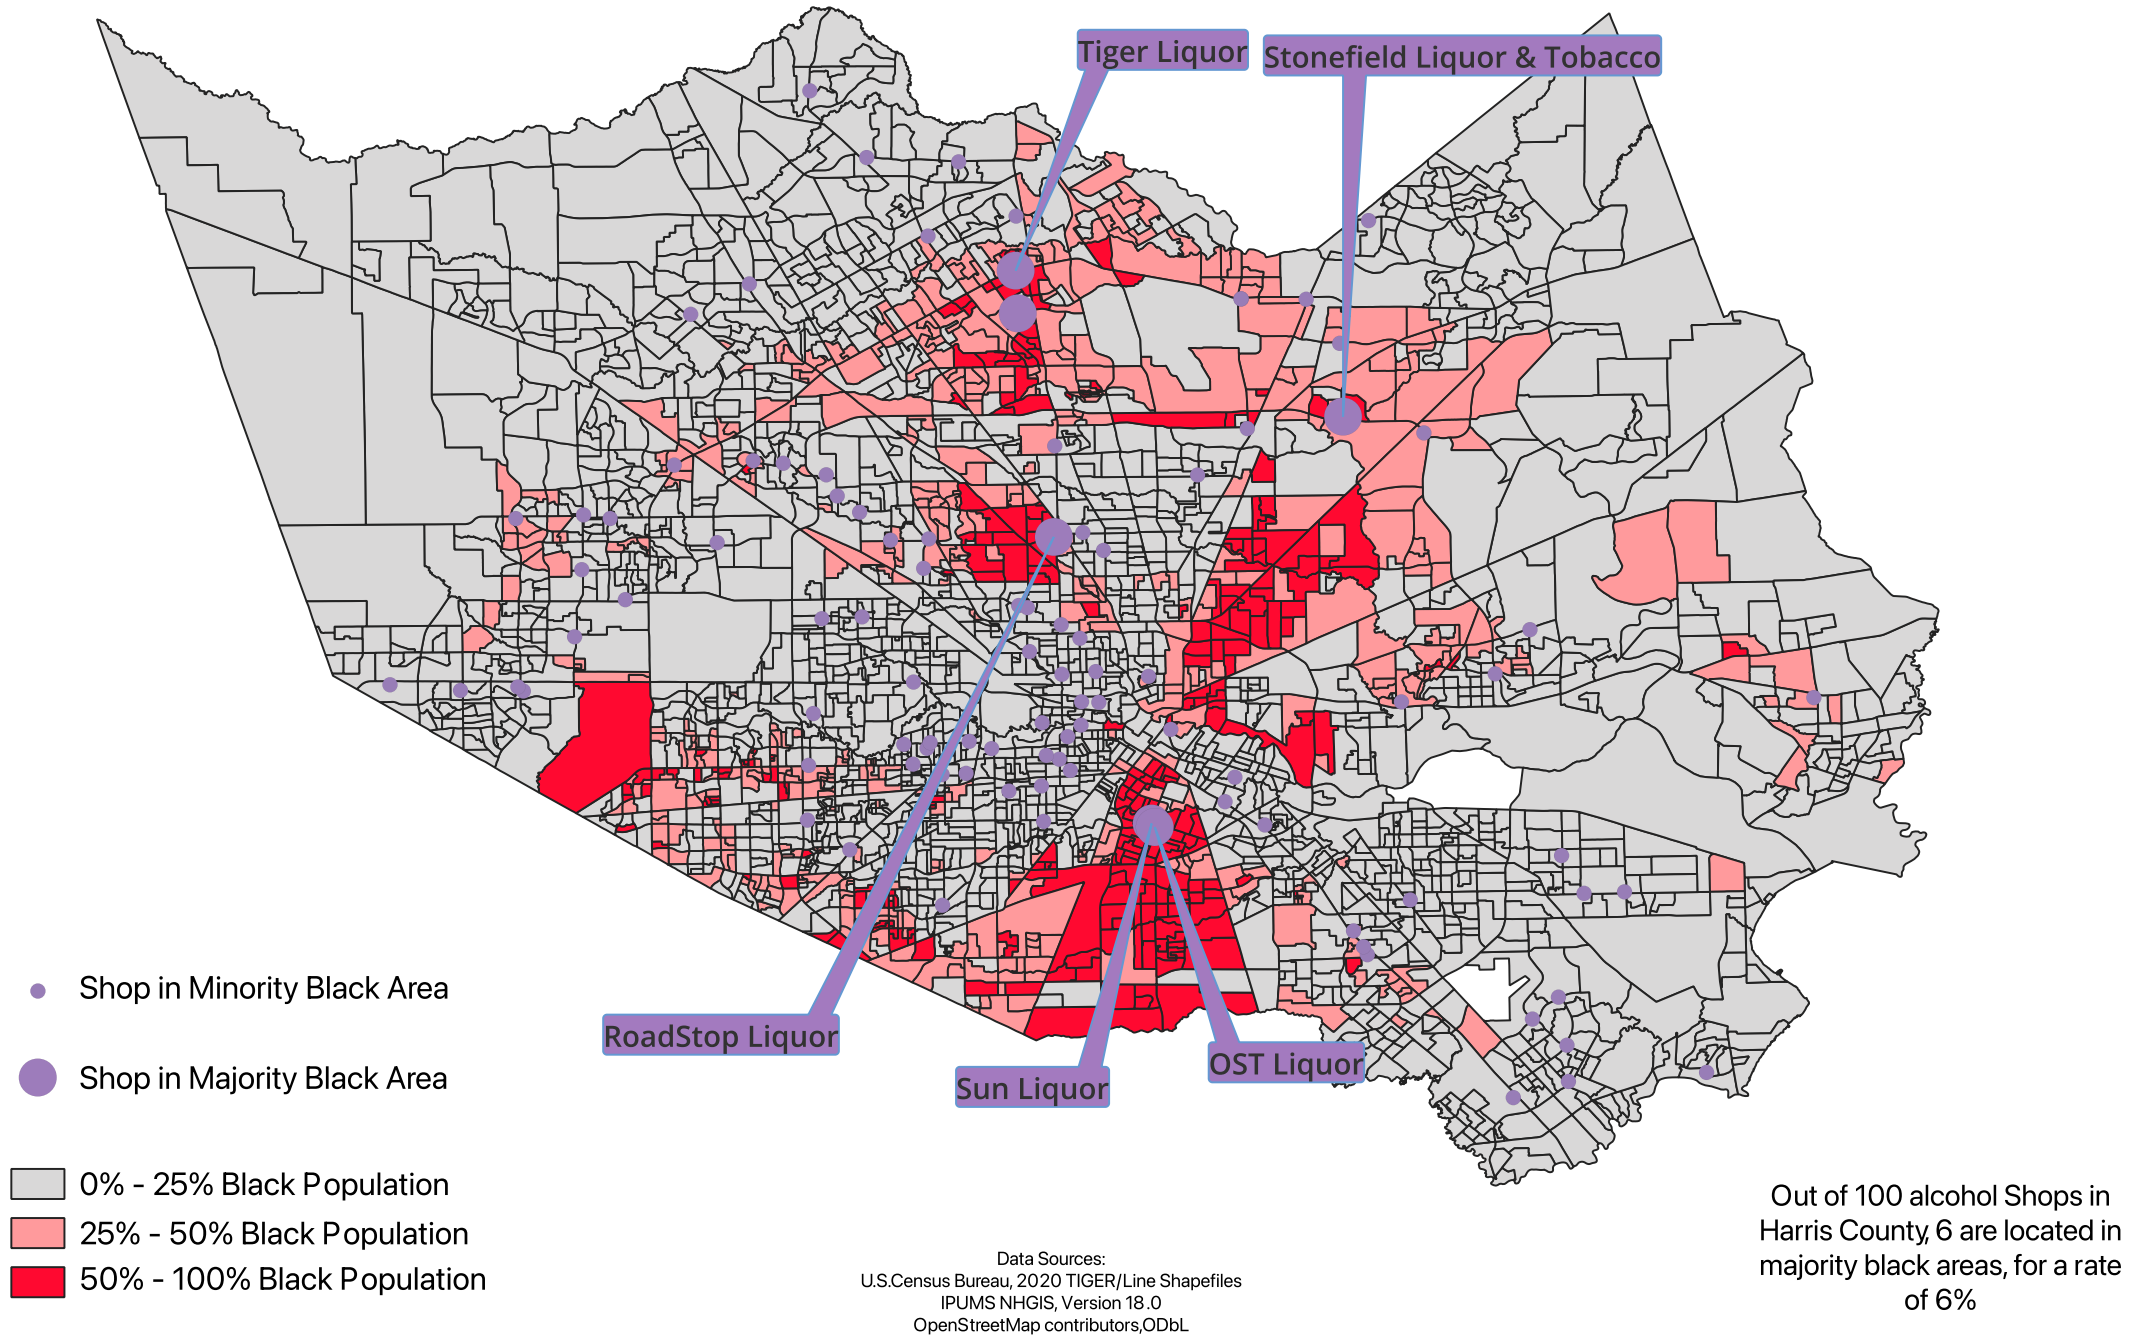 Tiger Liquor
Stonefield Liquor & Tobacco
Shop in Minority Black Area
RoadStop Liquor
Shop in Majority Black Area
Sun Liquor
OST Liquor
0% - 25% Black Population
25% - 50% Black Population
50% - 100% Black Population
Data Sources:
U.S.Census Bureau, 2020 TIGER/Line Shapefiles
IPUMS NHGIS, Version 18.0
OpenStreetMap contributors,ODbL
Out of 100 alcohol Shops in
Harris County, 6 are located in
majority black areas, for a rate
of 6%